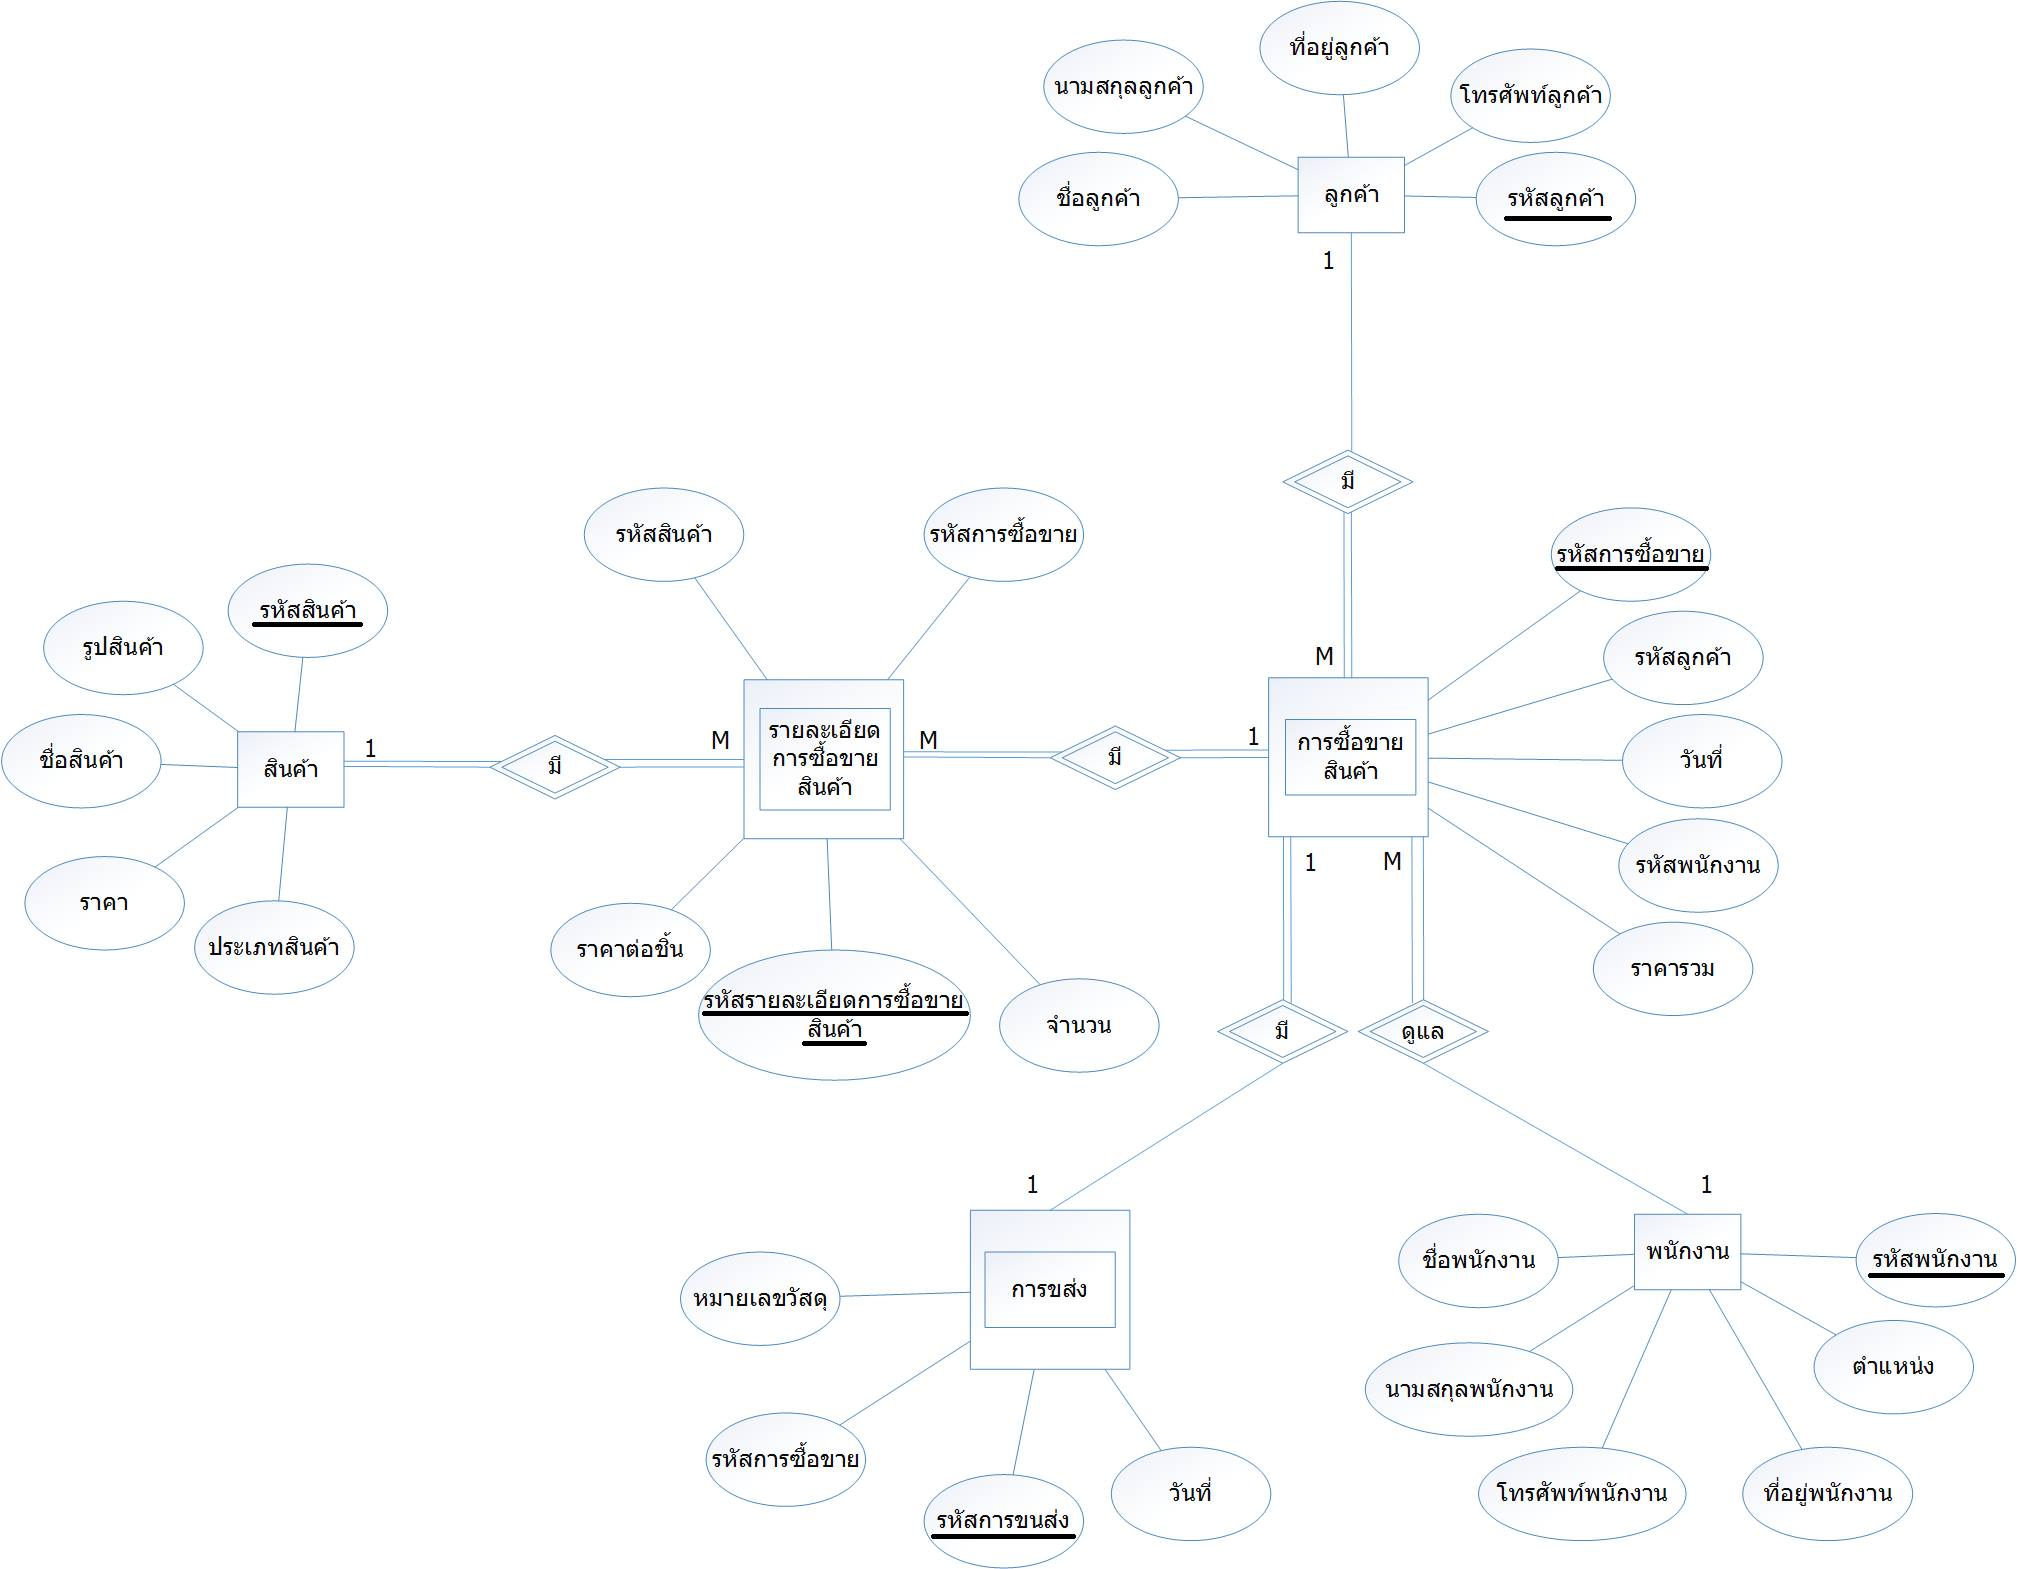 ที่อยู่ลูกค้า
นามสกุลลูกค้า
โทรศัพท์ลูกค้า
ชื่อลูกค้า
ลูกค้า
รหัสลูกค้า
1
มี
M
รหัสสินค้า
รหัสการซื้อขาย
รหัสการซื้อขาย
รหัสสินค้า
รูปสินค้า
รหัสลูกค้า
ชื่อสินค้า
สินค้า
1
มี
M
รายละเอียด
การซื้อขาย
สินค้า
M
มี
1
การซื้อขาย
สินค้า
วันที่
ราคา
ประเภทสินค้า
1
M
รหัสพนักงาน
ราคาต่อชิ้น
รหัสรายละเอียดการซื้อขาย
สินค้า
จำนวน
ราคารวม
มี
ดูแล
1
1
หมายเลขวัสดุ
การขส่ง
ชื่อพนักงาน
พนักงาน
รหัสพนักงาน
นามสกุลพนักงาน
ตำแหน่ง
รหัสการซื้อขาย
รหัสการขนส่ง
วันที่
โทรศัพท์พนักงาน
ที่อยู่พนักงาน